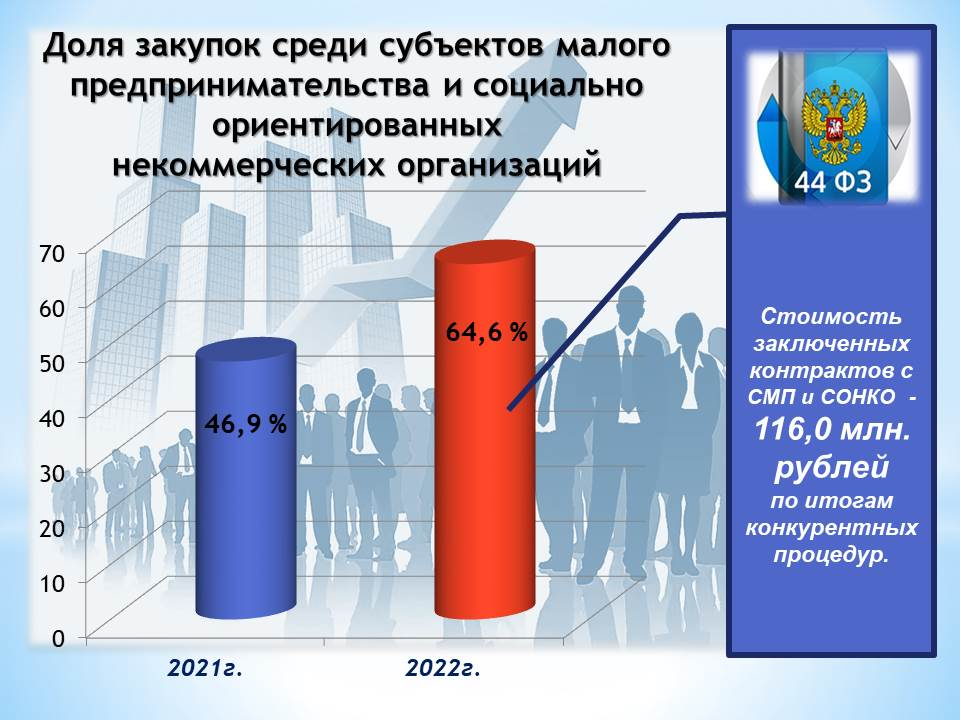 Доля закупок среди субъектов малого
предпринимательства и социально
ориентированных
некоммерческих организаций
44 ФЗ
70
60
50
40
30
20
10
0
46,9 %
64,6 %
2021г.
2022г.
Стоимость
заключенных
контрактов с
СМП и СОНКО -
116,0 млн.
рублей
по итогам
конкурентных
процедур.